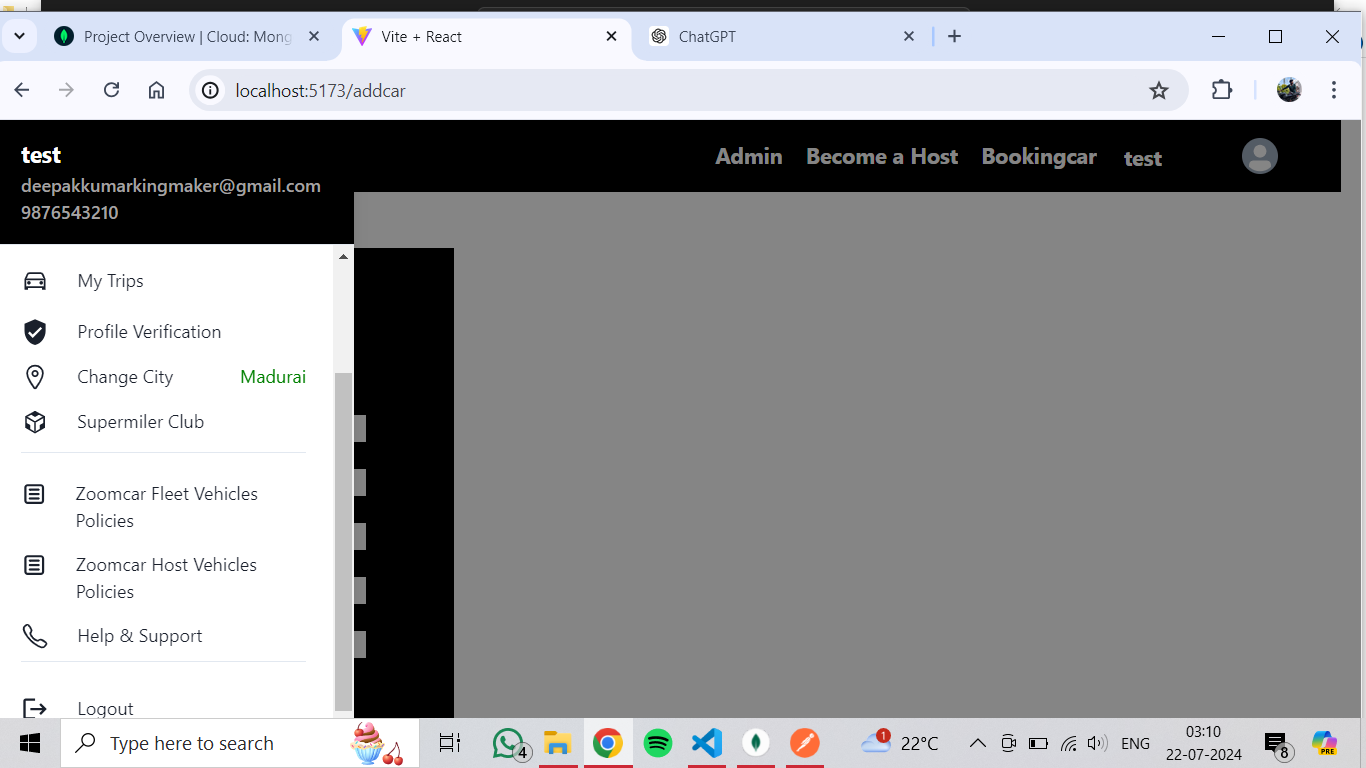 Project Overview | Cloud: Mong
Vite + React
ChatGPT
localhost:5173/addcar
test
deepakkumarkingmaker@gmail.com
9876543210
Admin
Become a Host
Bookingcar
test
My Trips
Profile Verification
Change City
Madurai
Supermiler Club
Zoomcar Fleet Vehicles
Policies
Zoomcar Host Vehicles
Policies
Help & Support
Logout
Type here to search
4
1
22°C
ENG
03:10
22-07-2024
8
PRE